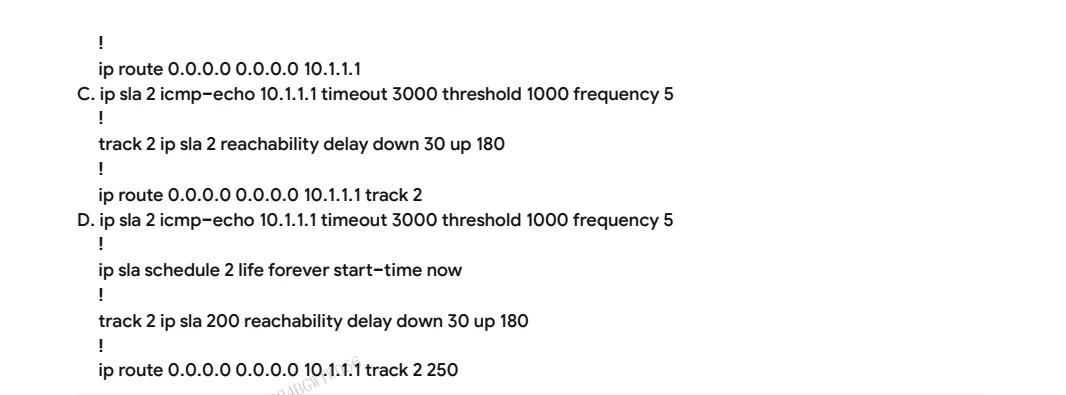 !
ip route 0.0.0.0 0.0.0.0 10.1.1.1
C. ip sla 2 icmp-echo 10.1.1.1 timeout 3000 threshold 1000 frequency 5
!
track 2 ip sla 2 reachability delay down 30 up 180
!
ip route 0.0.0.0 0.0.0.0 10.1.1.1 track 2
D. ip sla 2 icmp-echo 10.1.1.1 timeout 3000 threshold 1000 frequency 5
!
ip sla schedule 2 life forever start-time now
!
track 2 ip sla 200 reachability delay down 30 up 180
!
ip route 0.0.0.0 0.0.0.0 10.1.1.1 track 2 250